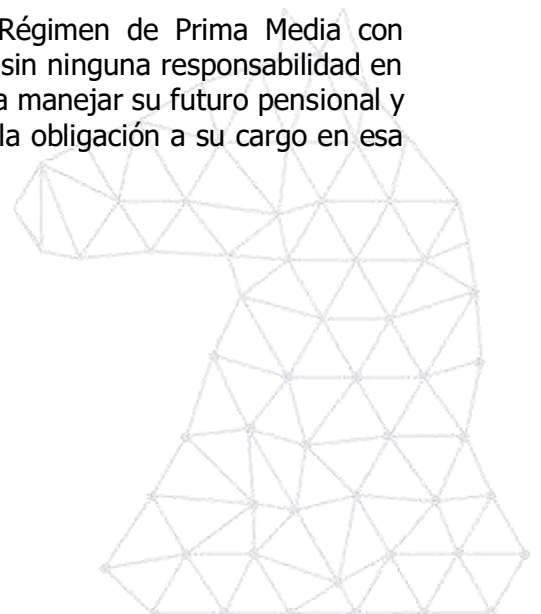 Régimen de Prima Media con
sin ninguna responsabilidad en
a manejar su futuro pensional y
la obligación a su cargo en esa